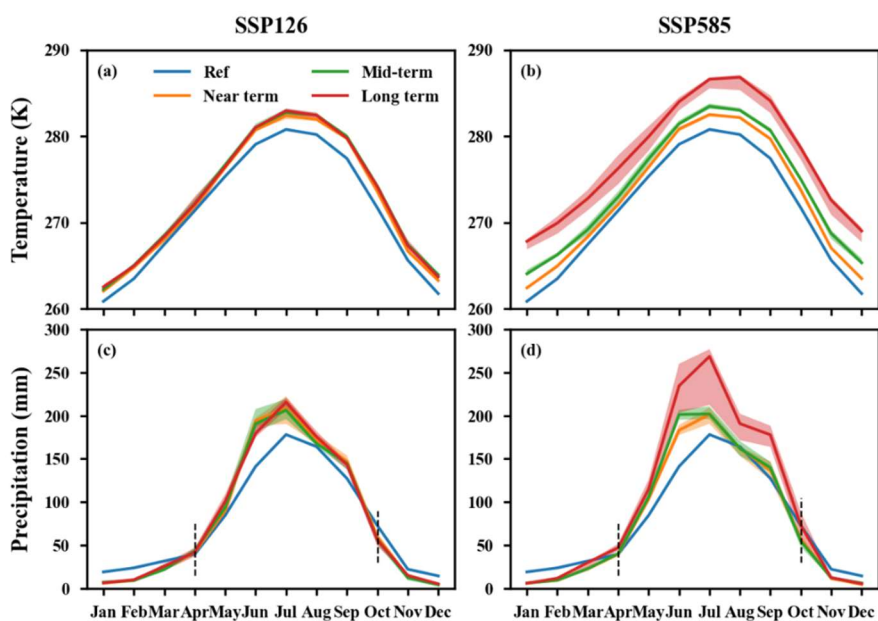 SSP126
SSP585
290
280
270
260
Temperature (K)
(a)
Ref
Near term
Mid-term
Long term
290
280
270
260
(b)
300
250
200
150
100
50
0
Precipitation (mm)
(c)
Jan Feb Mar Apr May Jun Jul Aug Sep Oct Nov Dec
300
250
200
150
100
50
0
(d)
Jan Feb Mar Apr May Jun Jul Aug Sep Oct Nov Dec